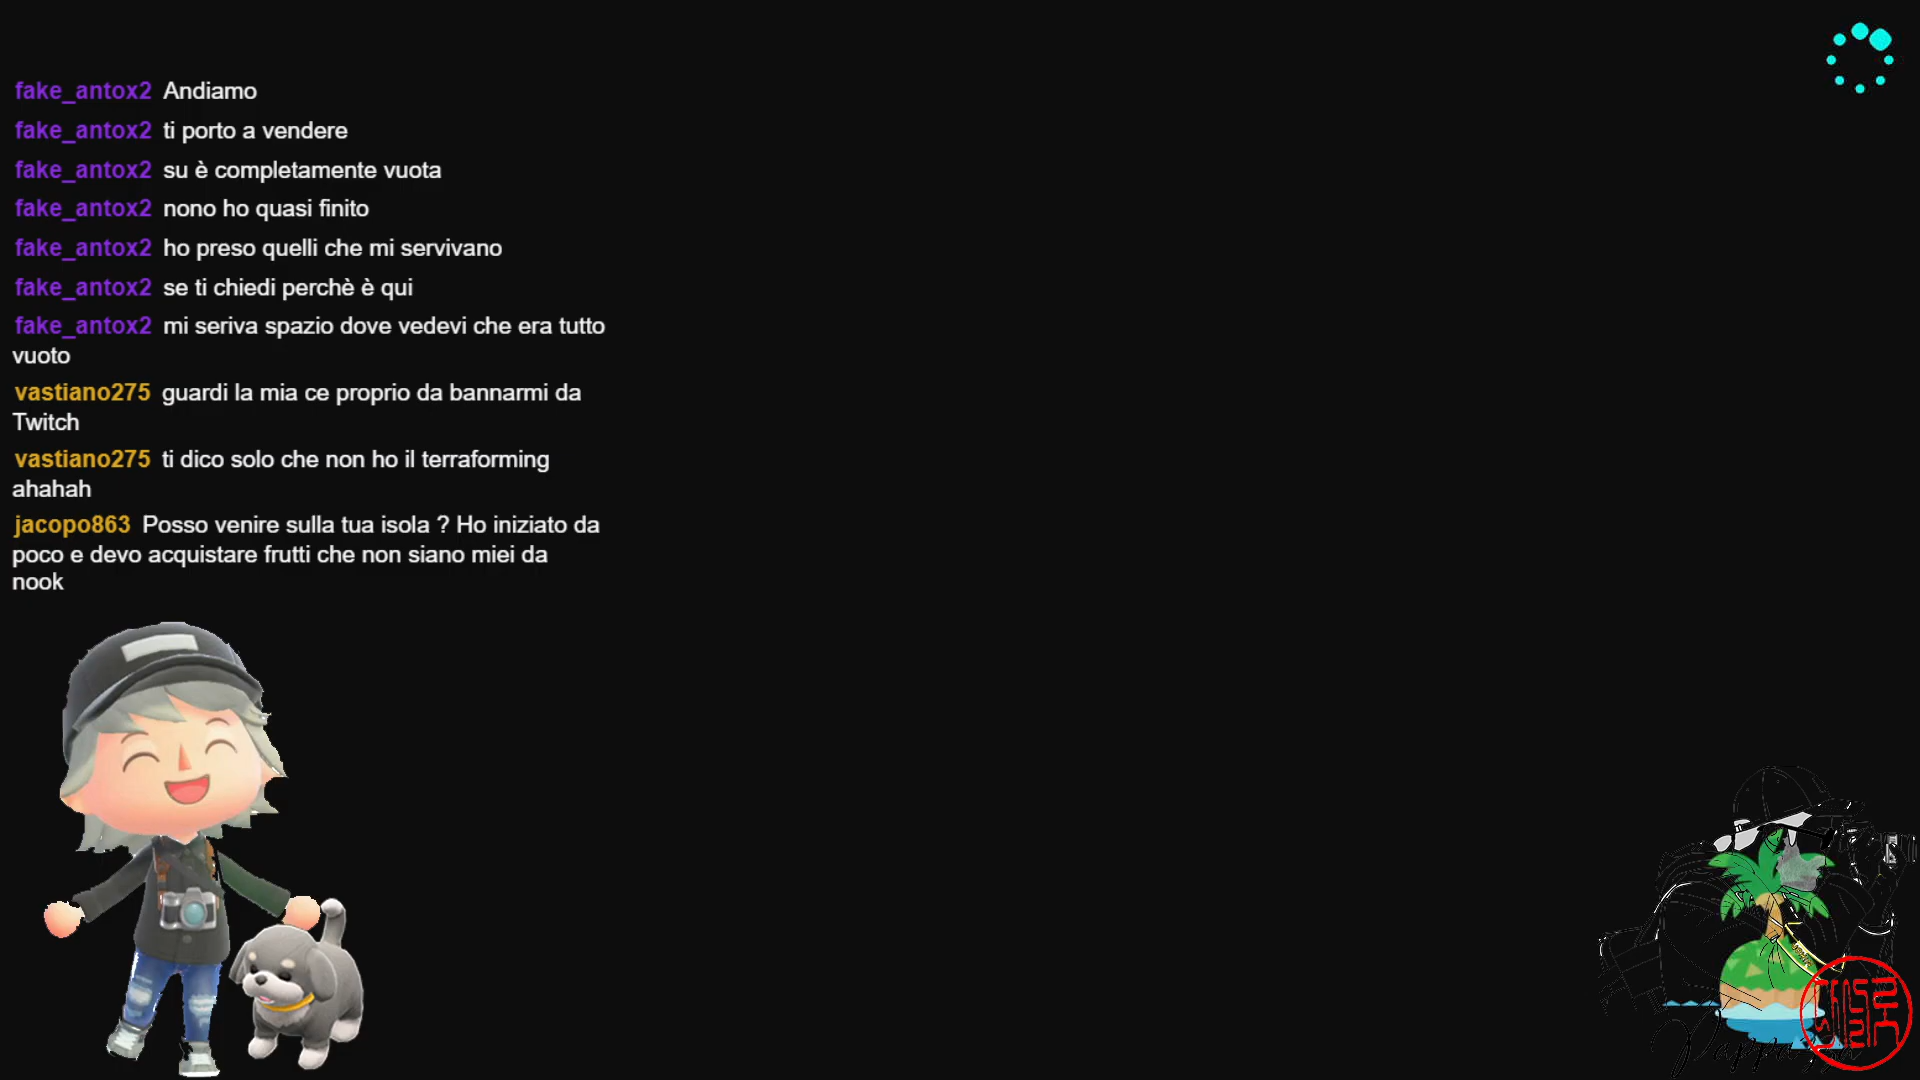 fake_antox2 Andiamo
fake_antox2 ti porto a vendere
fake_antox2 su è completamente vuota
fake_antox2 nono ho quasi finito
fake_antox2 ho preso quelli che mi servivano
fake_antox2 se ti chiedi perchè è qui
fake_antox2 mi seriva spazio dove vedevi che era tutto
vuoto
vastiano275 guardi la mia ce proprio da bannarmi da
Twitch
vastiano275 ti dico solo che non ho il terraforming
ahahah
jacopo863 Posso venire sulla tua isola ? Ho iniziato da
poco e devo acquistare frutti che non siano miei da
nook